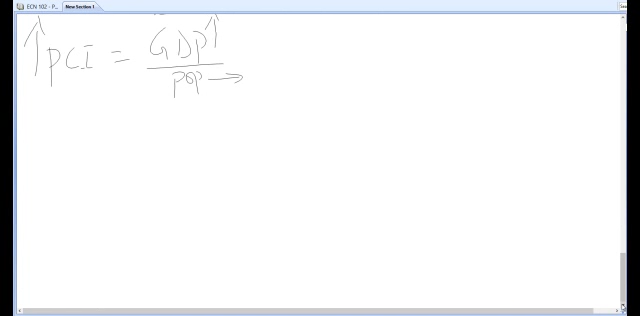 ECN 102 - P... New Section 1
↑PCI = GDP↑
POP→